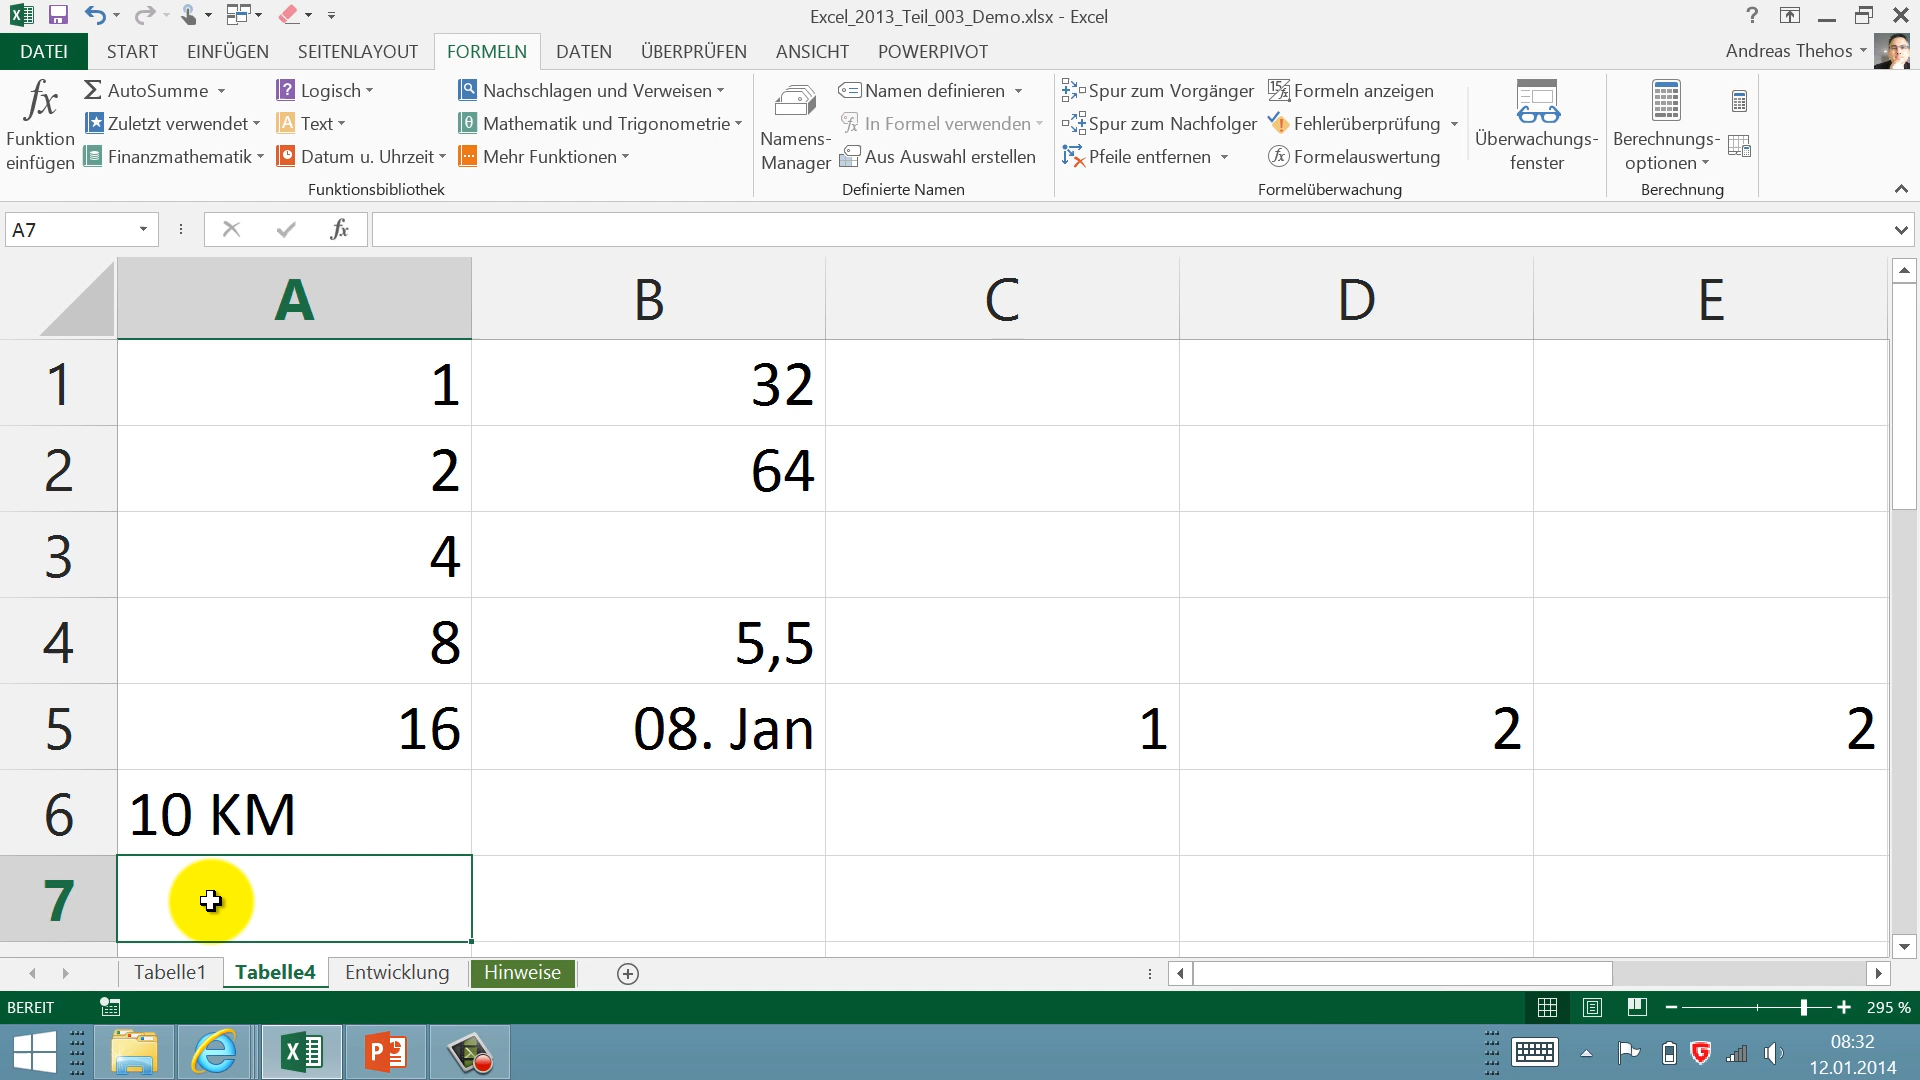 Excel_2013_Teil_003_Demo.xlsx - Excel
DATEI START EINFÜGEN SEITENLAYOUT FORMELN DATEN ÜBERPRÜFEN ANSICHT POWERPIVOT Andreas Thehos
fx Funktion einfügen
AutoSumme
Zuletzt verwendet
Finanzmathematik
Logisch
Text
Datum u. Uhrzeit
Nachschlagen und Verweisen
Mathematik und Trigonometrie
Mehr Funktionen
Funktionsbibliothek
Namens-
Manager
Namen definieren
In Formel verwenden
Aus Auswahl erstellen
Definierte Namen
Spur zum Vorgänger
Spur zum Nachfolger
Pfeile entfernen
Formeln anzeigen
Fehlerüberprüfung
Formelauswertung
Formelüberwachung
Überwachungs-
fenster
Berechnungs-
optionen
Berechnung
A7 fx
A B C D E
1 1 32
2 2 64
3 4
4 8 5,5
5 16 08. Jan 1 2 2
6 10 KM
7
Tabelle1 Tabelle4 Entwicklung Hinweise
BEREIT 295 %
08:32
12.01.2014